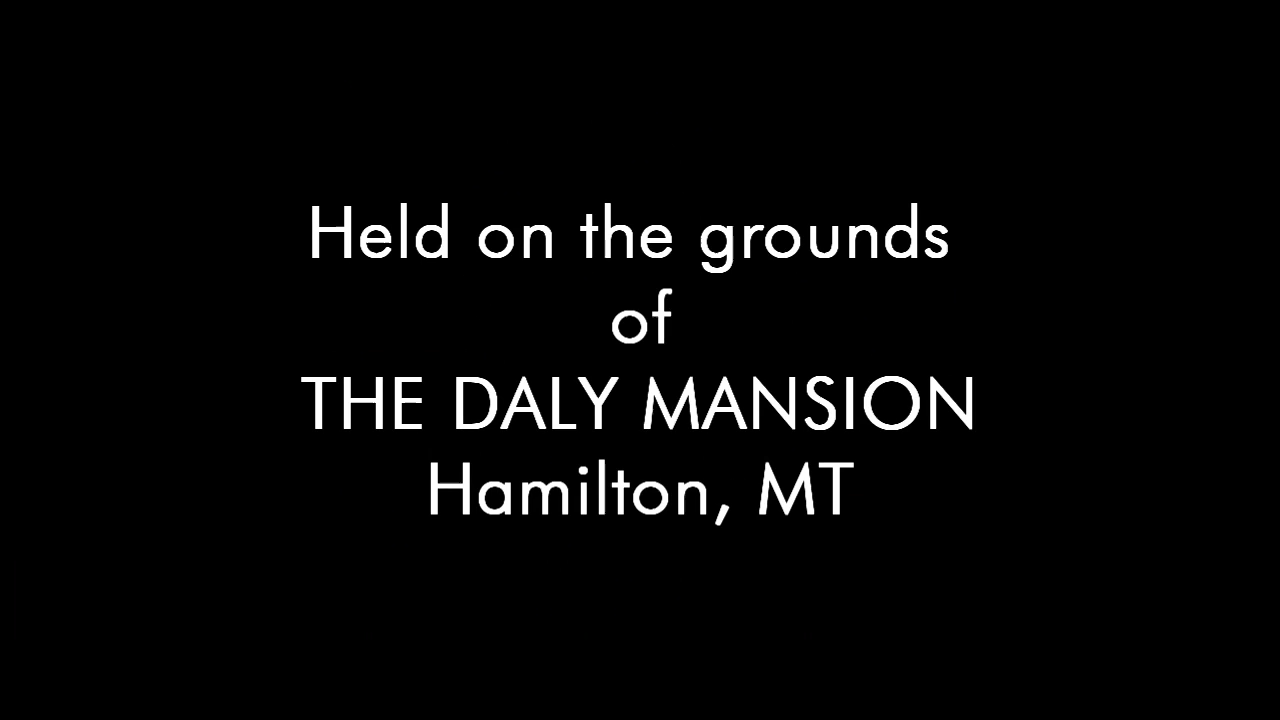 Held on the grounds
of
THE DALY MANSION
Hamilton, MT